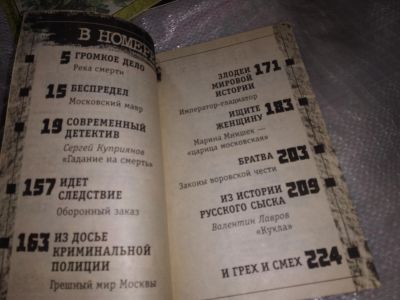 В НОМЕРЕ
5 ГРОМКОЕ ДЕЛО
Река смерти
15 БЕСПРЕДЕЛ
Московский мавр
19 СОВРЕМЕННЫЙ
ДЕТЕКТИВ
Сергей Куприянов
«Гадание на смерть»
157 ИДЕТ
СЛЕДСТВИЕ
Оборонный заказ
163 ИЗ ДОСЬЕ
КРИМИНАЛЬНОЙ
ПОЛИЦИИ
Грешный мир Москвы
ЗЛОДЕИ 171
МИРОВОЙ
ИСТОРИИ
Император-гладиатор
ИЩИТЕ 183
ЖЕНЩИНУ
Марина Мнишек —
«царица московская»
БРАТВА 203
Законы воровской чести
ИЗ ИСТОРИИ 209
РУССКОГО СЫСКА
Валентин Лавров
«Кукла»
И ГРЕХ И СМЕХ 224